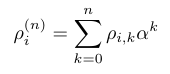 $\rho_i^{(n)} = \sum_{k=0}^{n} \rho_{i,k} \alpha^k$